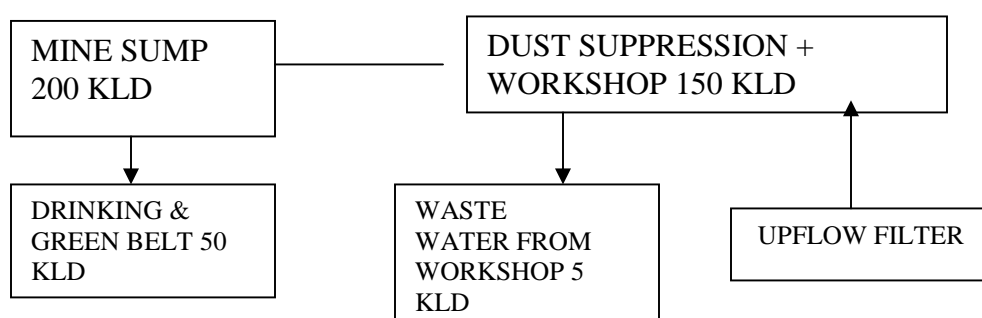 MINE SUMP
200 KLD
DUST SUPPRESSION +
WORKSHOP 150 KLD
DRINKING &
GREEN BELT 50
KLD
WASTE
WATER FROM
WORKSHOP 5
KLD
UPFLOW FILTER